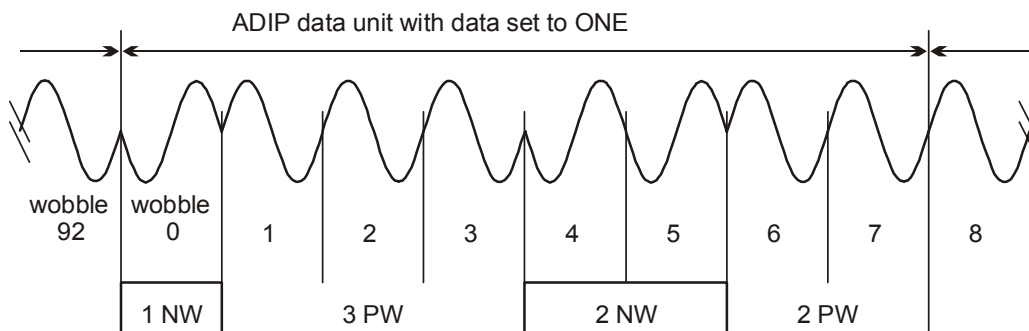 ADIP data unit with data set to ONE
wobble 92
wobble 0
1
2
3
4
5
6
7
8
1 NW
3 PW
2 NW
2 PW